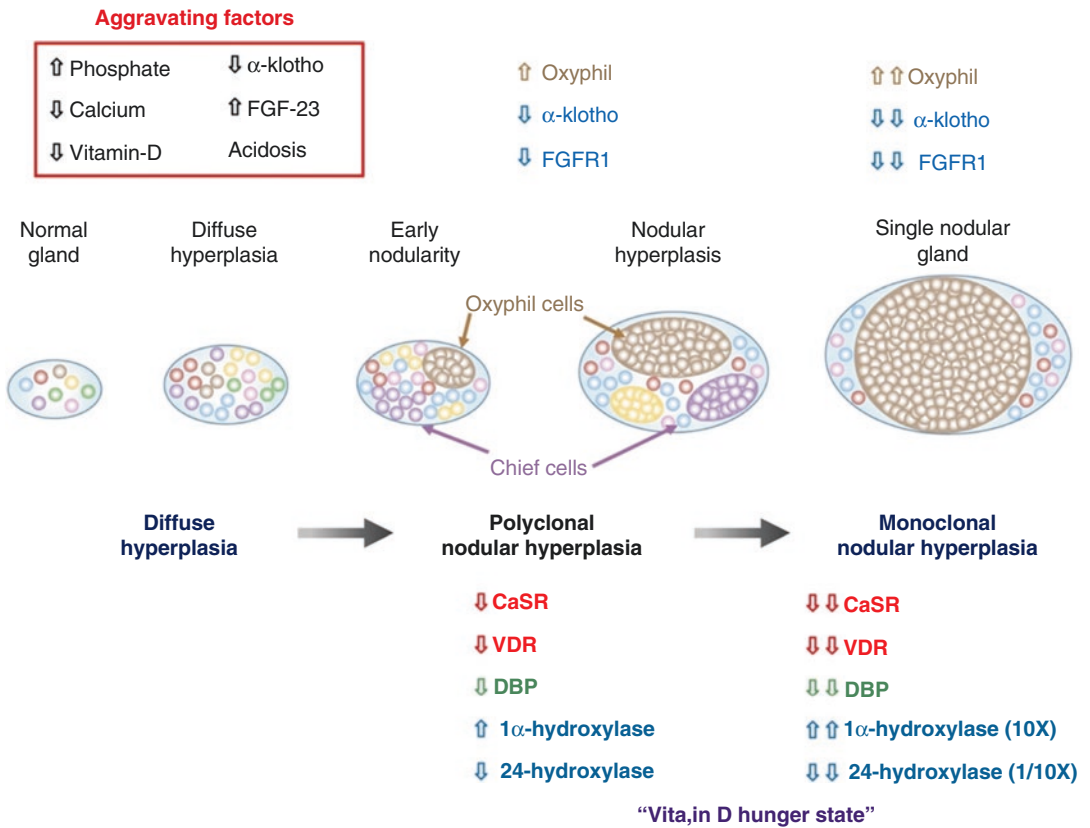 Aggravating factors
⇧ Phosphate
⇩ α-klotho
⇩ Calcium
⇧ FGF-23
⇩ Vitamin-D
Acidosis
⇧ Oxyphil
⇩ α-klotho
⇩ FGFR1
⇧⇧ Oxyphil
⇩⇩ α-klotho
⇩⇩ FGFR1
Normal
gland
Diffuse
hyperplasia
Early
nodularity
Nodular
hyperplasis
Single nodular
gland
Oxyphil cells
Chief cells
Diffuse
hyperplasia
Polyclonal
nodular hyperplasia
Monoclonal
nodular hyperplasia
⇩ CaSR
⇩ VDR
⇩ DBP
⇧ 1α-hydroxylase
⇩ 24-hydroxylase
⇩⇩ CaSR
⇩⇩ VDR
⇩⇩ DBP
⇧⇧ 1α-hydroxylase (10X)
⇩⇩ 24-hydroxylase (1/10X)
“Vita,in D hunger state”